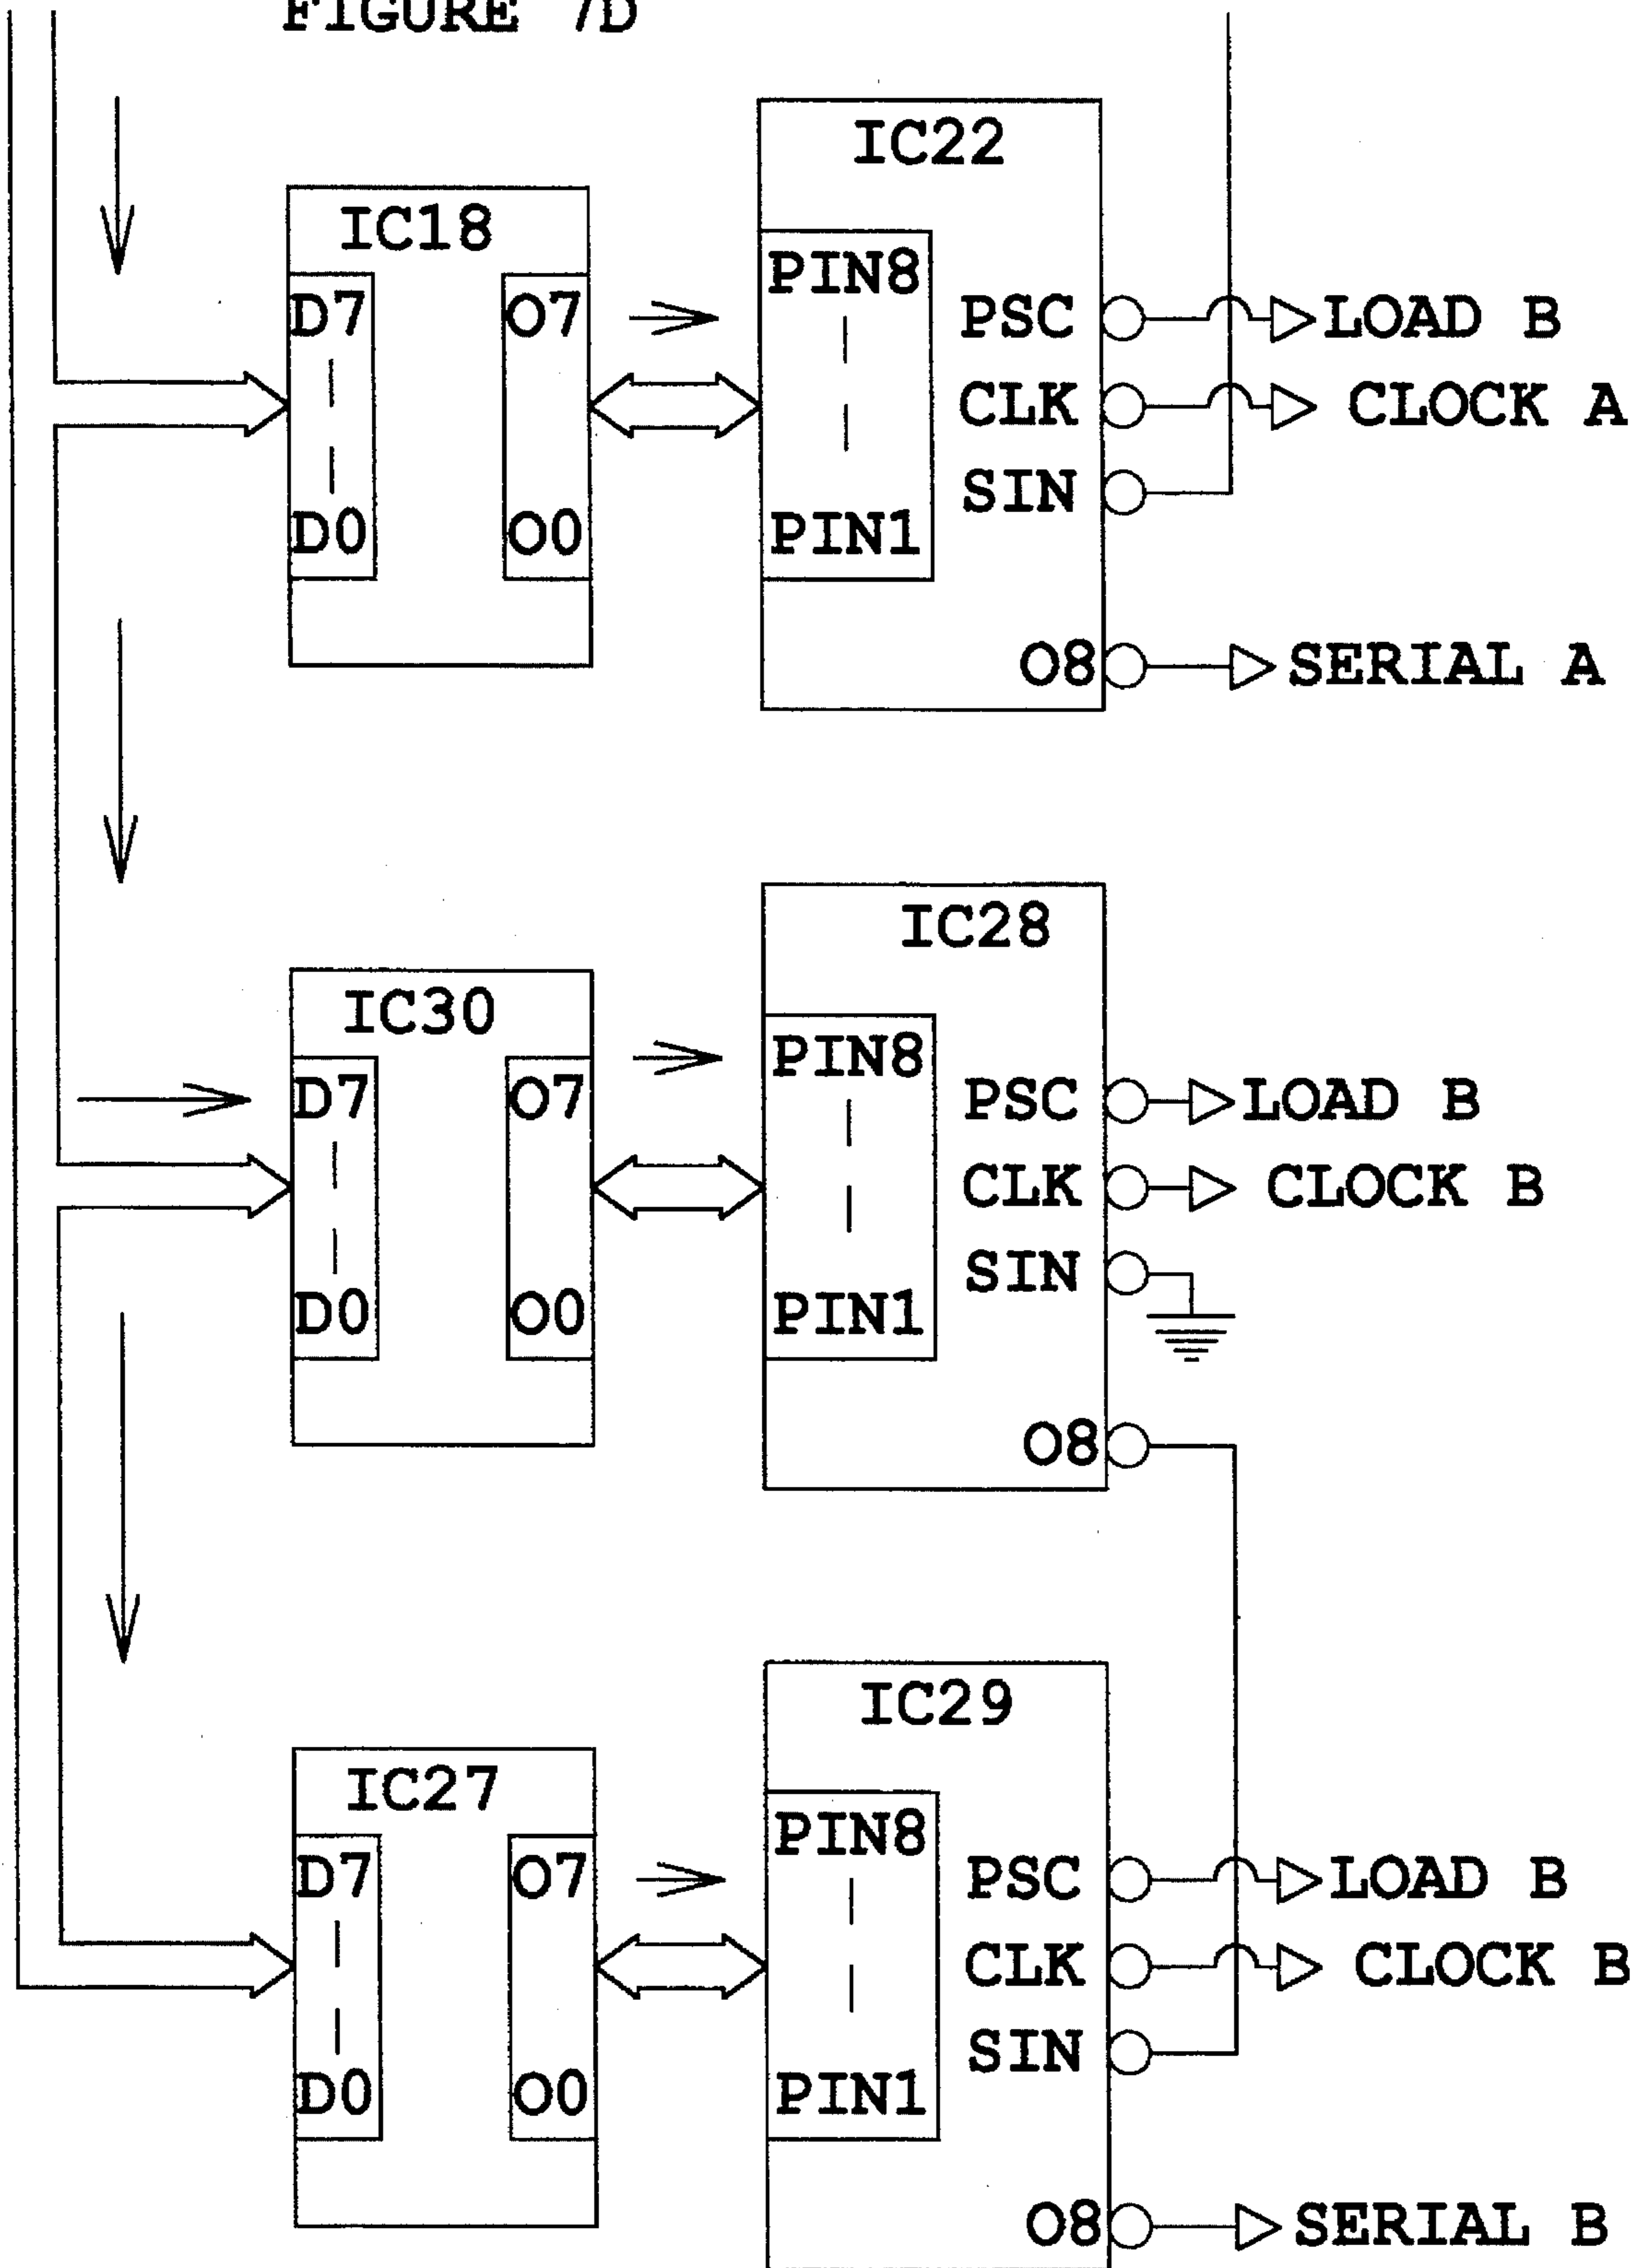 FIGURE 7D
IC22
IC18
PIN8
D7 O7 PSC LOAD B
CLK CLOCK A
SIN
D0 O0 PIN1
O8 SERIAL A
IC28
IC30
PIN8
D7 O7 PSC LOAD B
CLK CLOCK B
SIN
D0 O0 PIN1
O8
IC29
IC27
PIN8
D7 O7 PSC LOAD B
CLK CLOCK B
SIN
D0 O0 PIN1
O8 SERIAL B